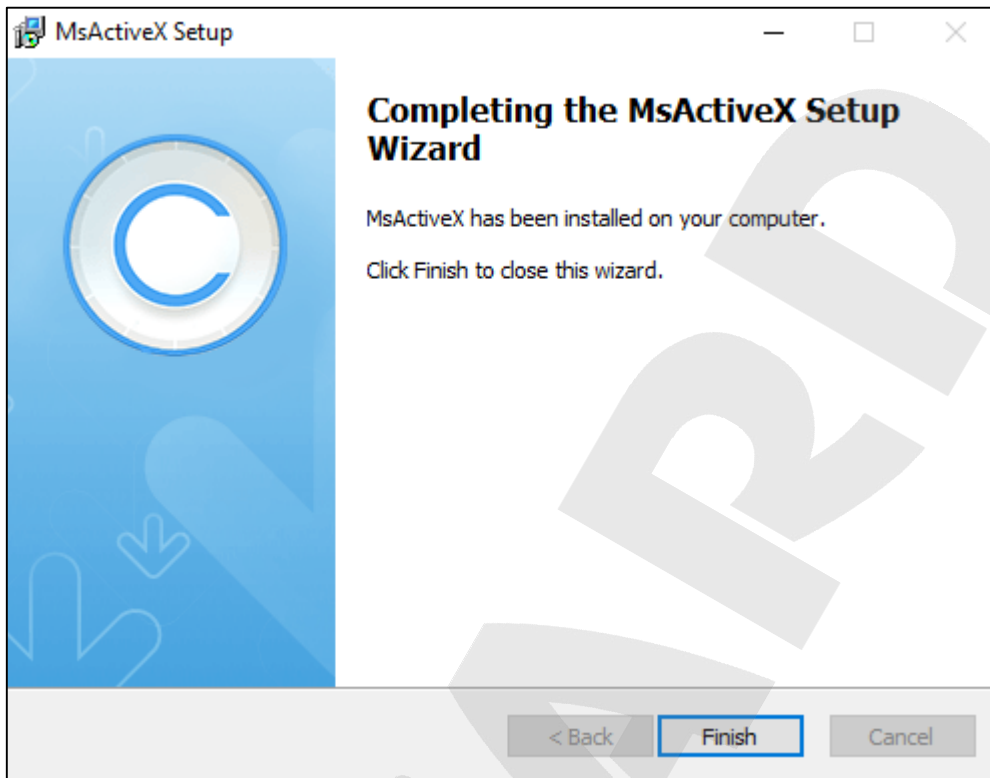 MsActiveX Setup
Completing the MsActiveX Setup
Wizard
MsActiveX has been installed on your computer.
Click Finish to close this wizard.
< Back Finish Cancel